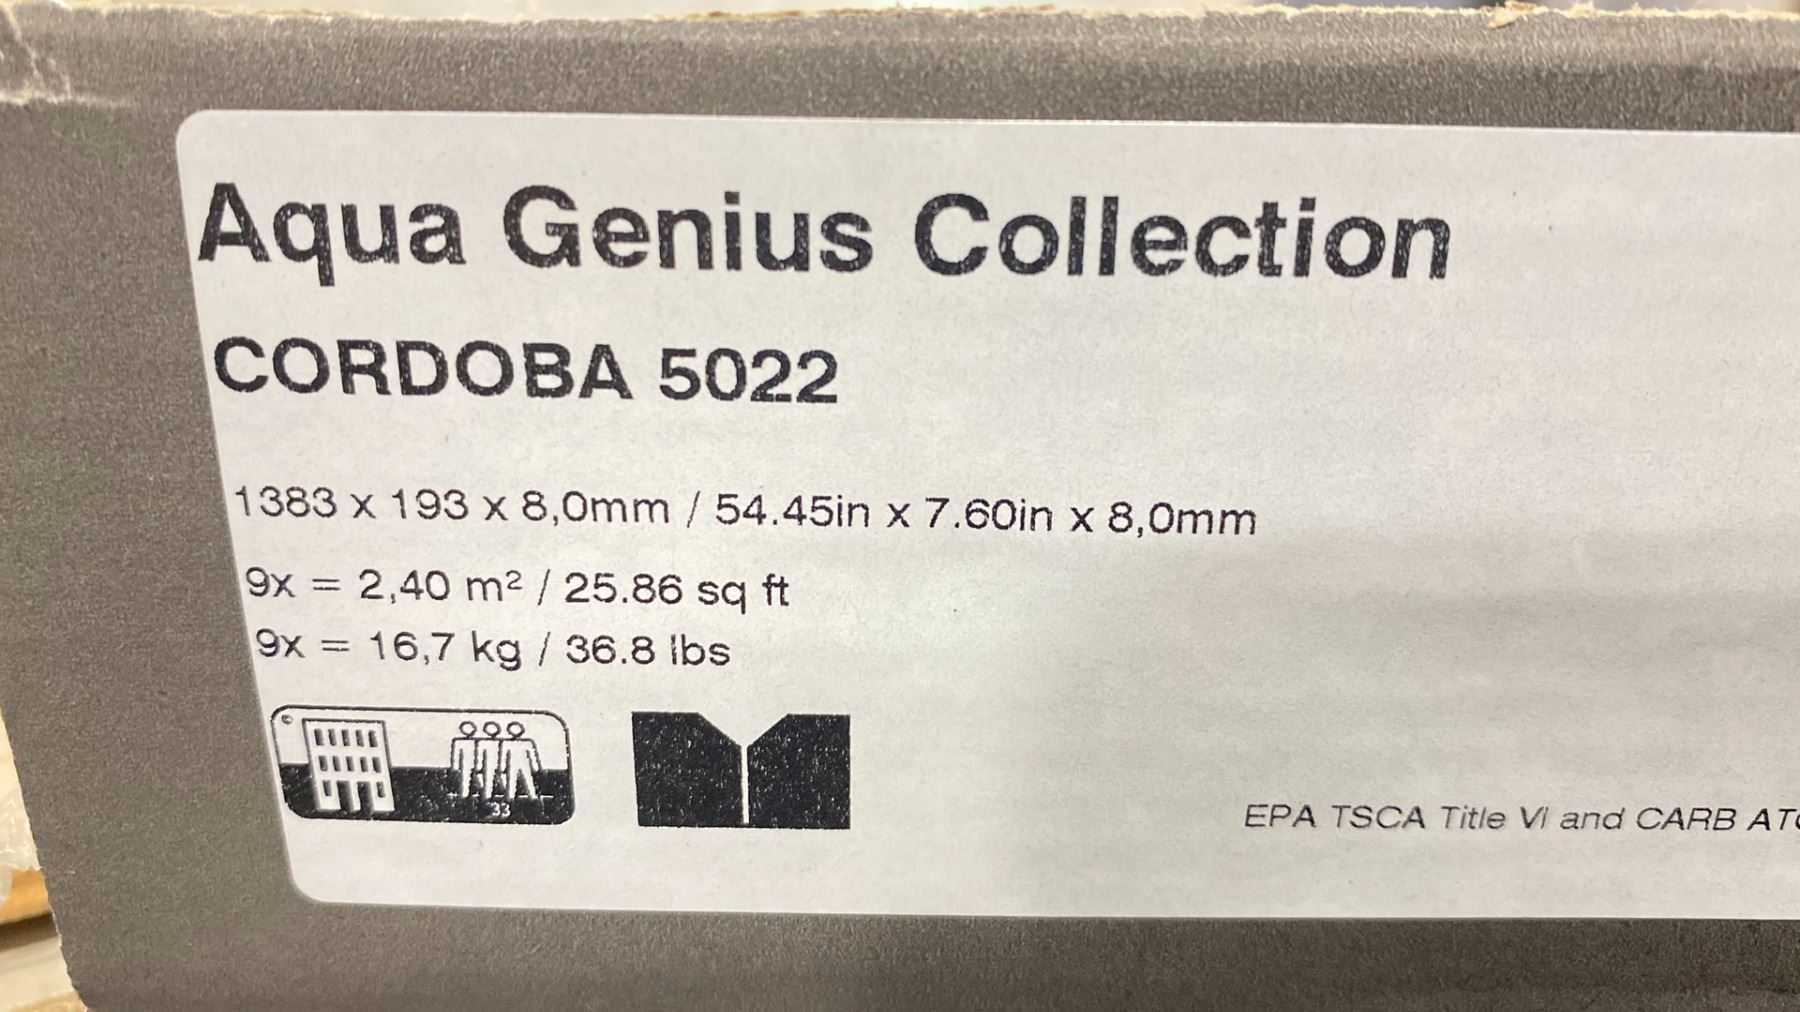 Aqua Genius Collection
CORDOBA 5022
1383 x 193 x 8,0mm / 54.45in x 7.60in x 8,0mm
9x = 2,40 m² / 25.86 sq ft
9x = 16,7 kg / 36.8 lbs
33
EPA TSCA Title VI and CARB